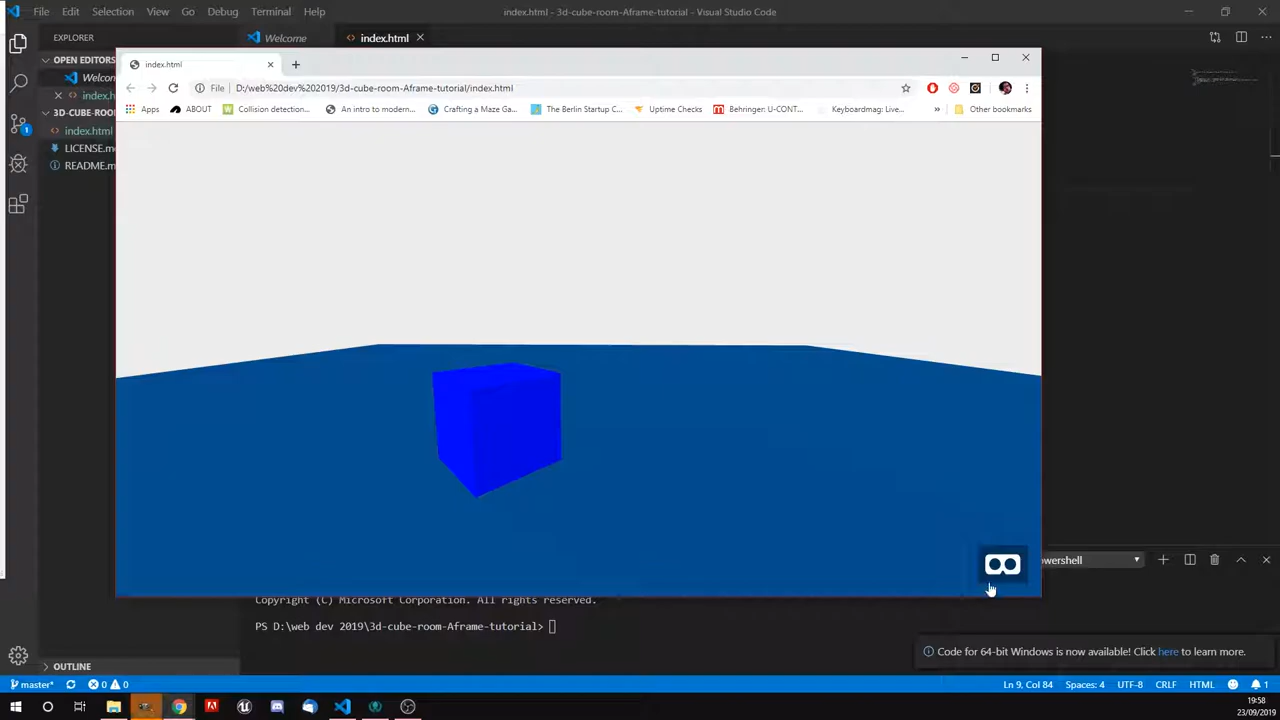 File Edit Selection View Go Debug Terminal Help
index.html - 3d-cube-room-Aframe-tutorial - Visual Studio Code
EXPLORER
Welcome
index.html
OPEN EDITORS
Welcom
index.h
3D-CUBE-ROO
index.html
LICENSE.m
README.m
index.html
File D:/web%20dev%202019/3d-cube-room-Aframe-tutorial/index.html
Apps ABOUT Collision detection... An intro to modern... Crafting a Maze Ga... The Berlin Startup C... Uptime Checks Behringer: U-CONT... Keyboardmag: Live... » Other bookmarks
owershell
Copyright (C) Microsoft Corporation. All rights reserved.
PS D:\web dev 2019\3d-cube-room-Aframe-tutorial>
Code for 64-bit Windows is now available! Click here to learn more.
OUTLINE
master* 0 0 Ln 9, Col 84 Spaces: 4 UTF-8 CRLF HTML 1
19:58
23/09/2019